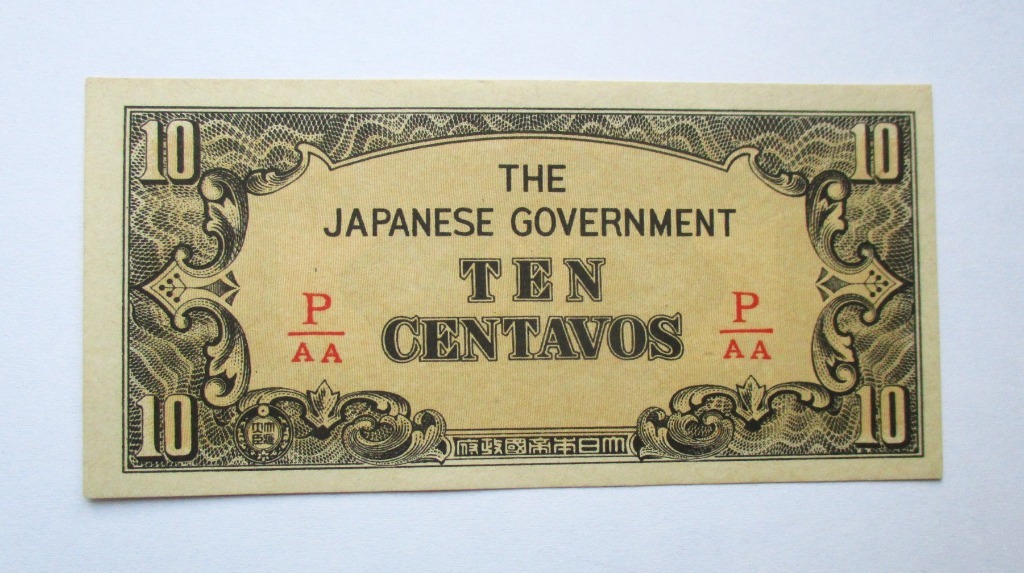 10 10
THE
JAPANESE GOVERNMENT
TEN
CENTAVOS
P P
AA AA
10 10
府政國帝本日大